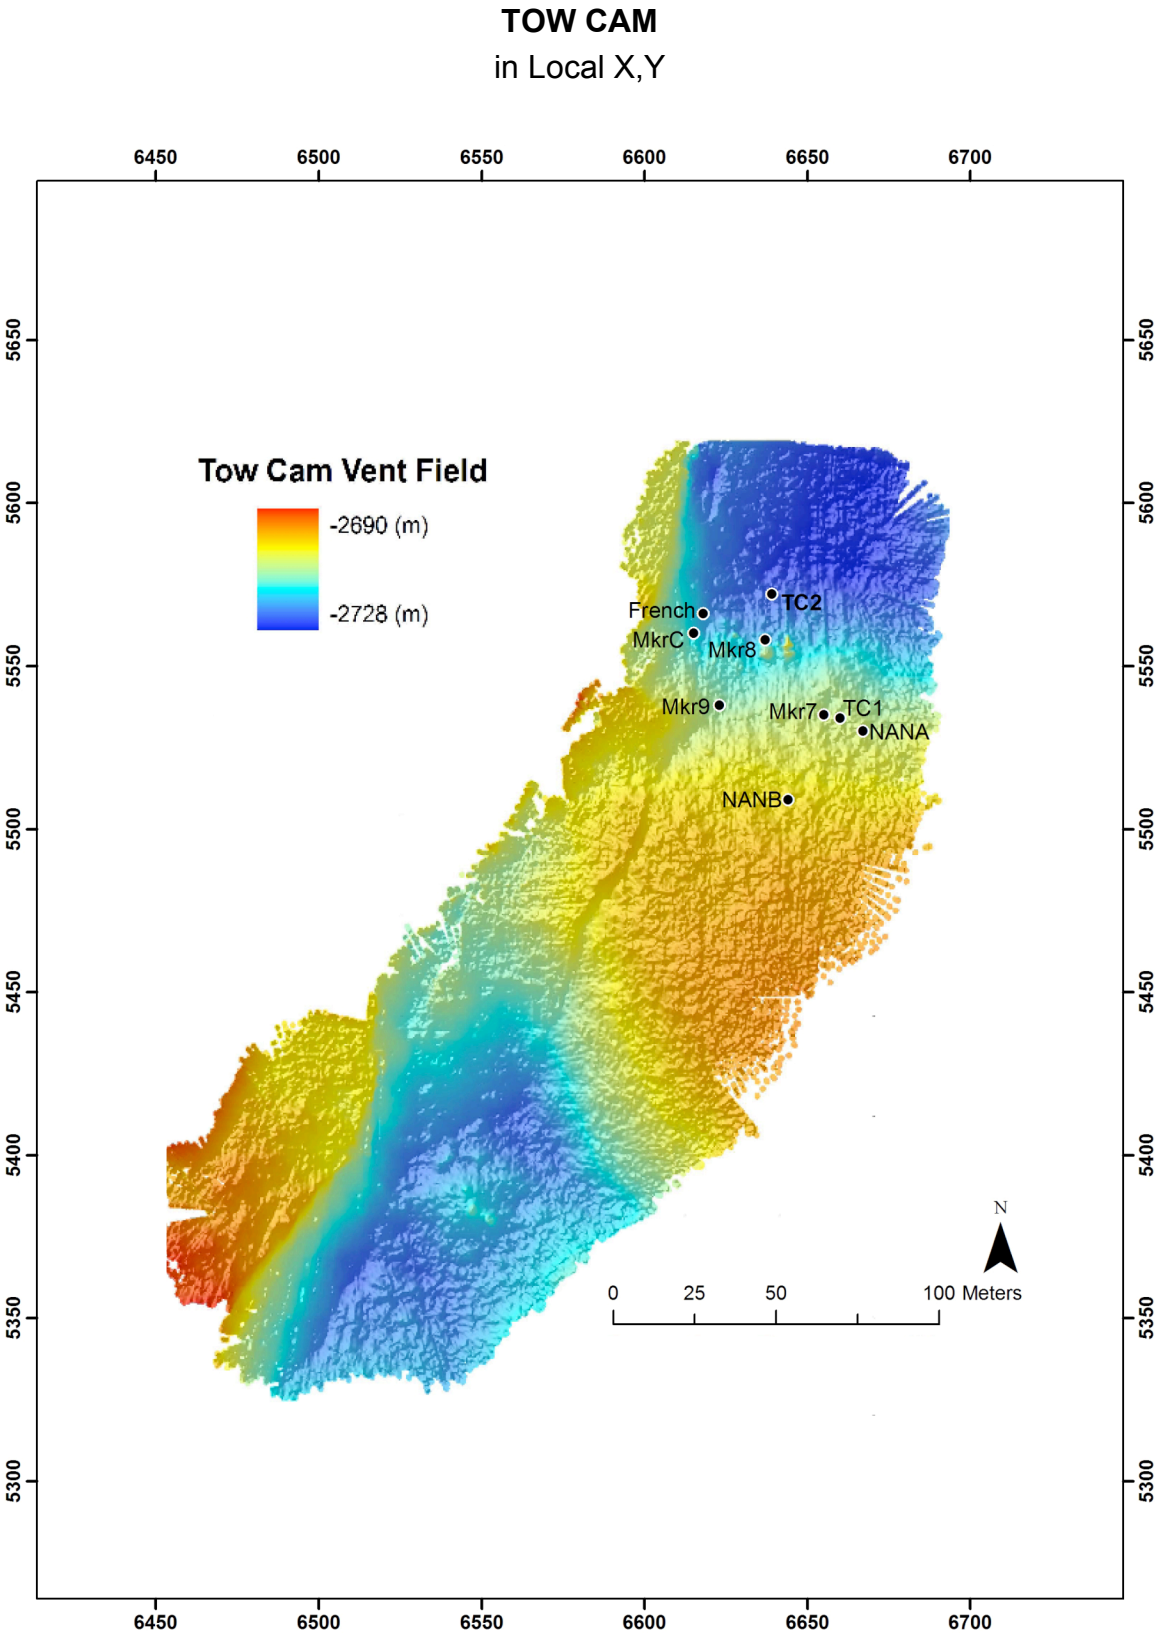 TOW CAM
in Local X,Y
6450 6500 6550 6600 6650 6700
5650 5650
Tow Cam Vent Field
-2690 (m)
-2728 (m)
5600 5600
TC2
French
MkrC
Mkr8
5550 5550
Mkr9
Mkr7
TC1
NANA
NANB
5500 5500
5450 5450
5400 5400
N
0 25 50 100 Meters
5350 5350
5300 5300
6450 6500 6550 6600 6650 6700